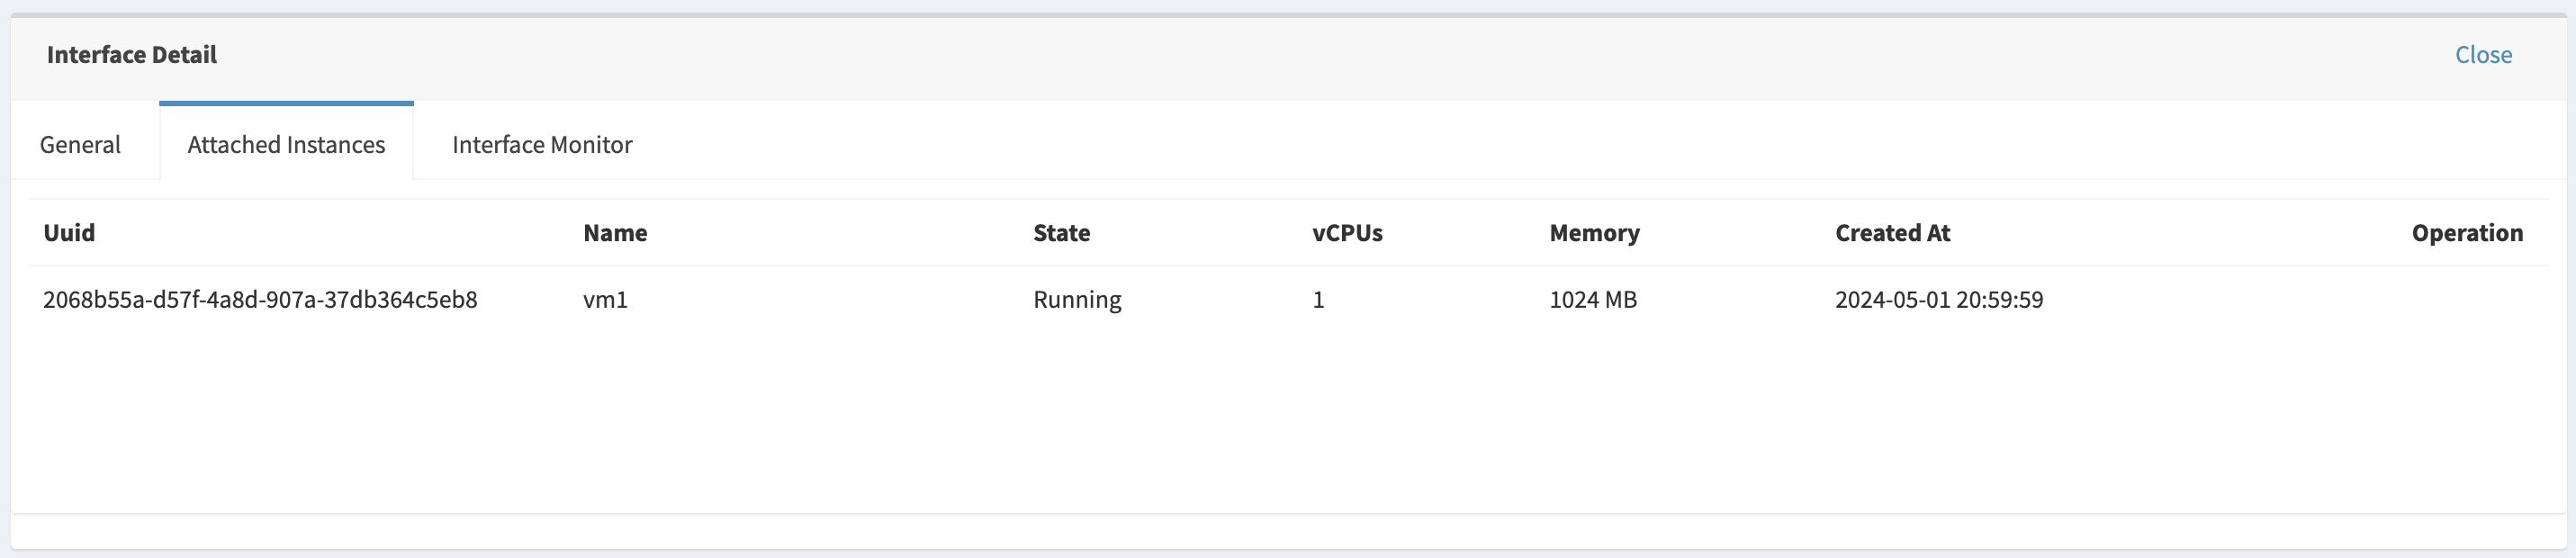 Interface Detail Close
General Attached Instances Interface Monitor
Uuid Name State vCPUs Memory Created At Operation
2068b55a-d57f-4a8d-907a-37db364c5eb8 vm1 Running 1 1024 MB 2024-05-01 20:59:59